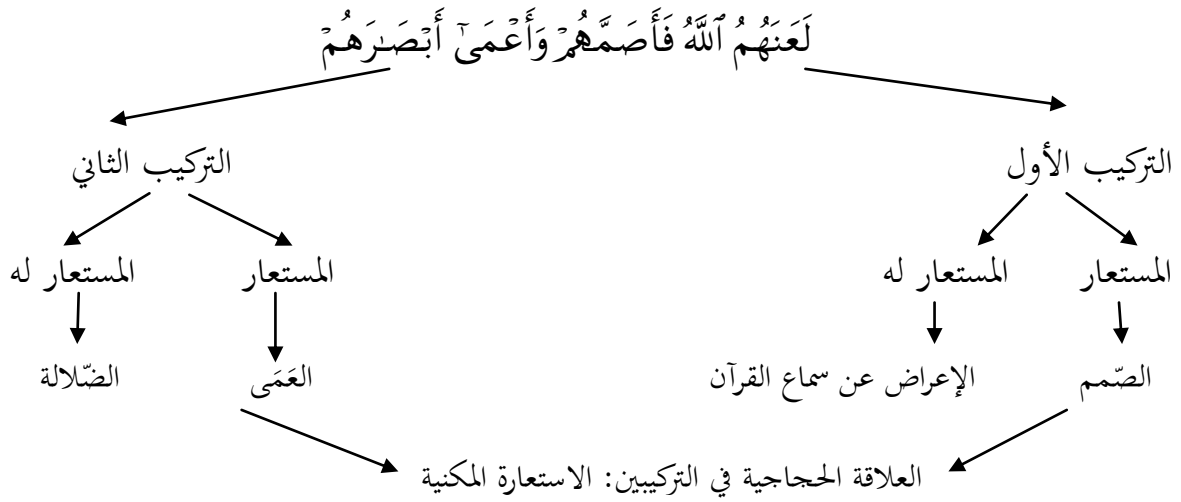 لَعَنَهُمُ ٱللَّهُ فَأَصَمَّهُمۡ وَأَعۡمَىٰٓ أَبۡصَـٰرَهُمۡ
التركيب الأول التركيب الثاني
المستعار المستعار له المستعار المستعار له
الصّمم الإعراض عن سماع القرآن العَمَى الضّلالة
العلاقة الحجاجية في التركيبين: الاستعارة المكنية